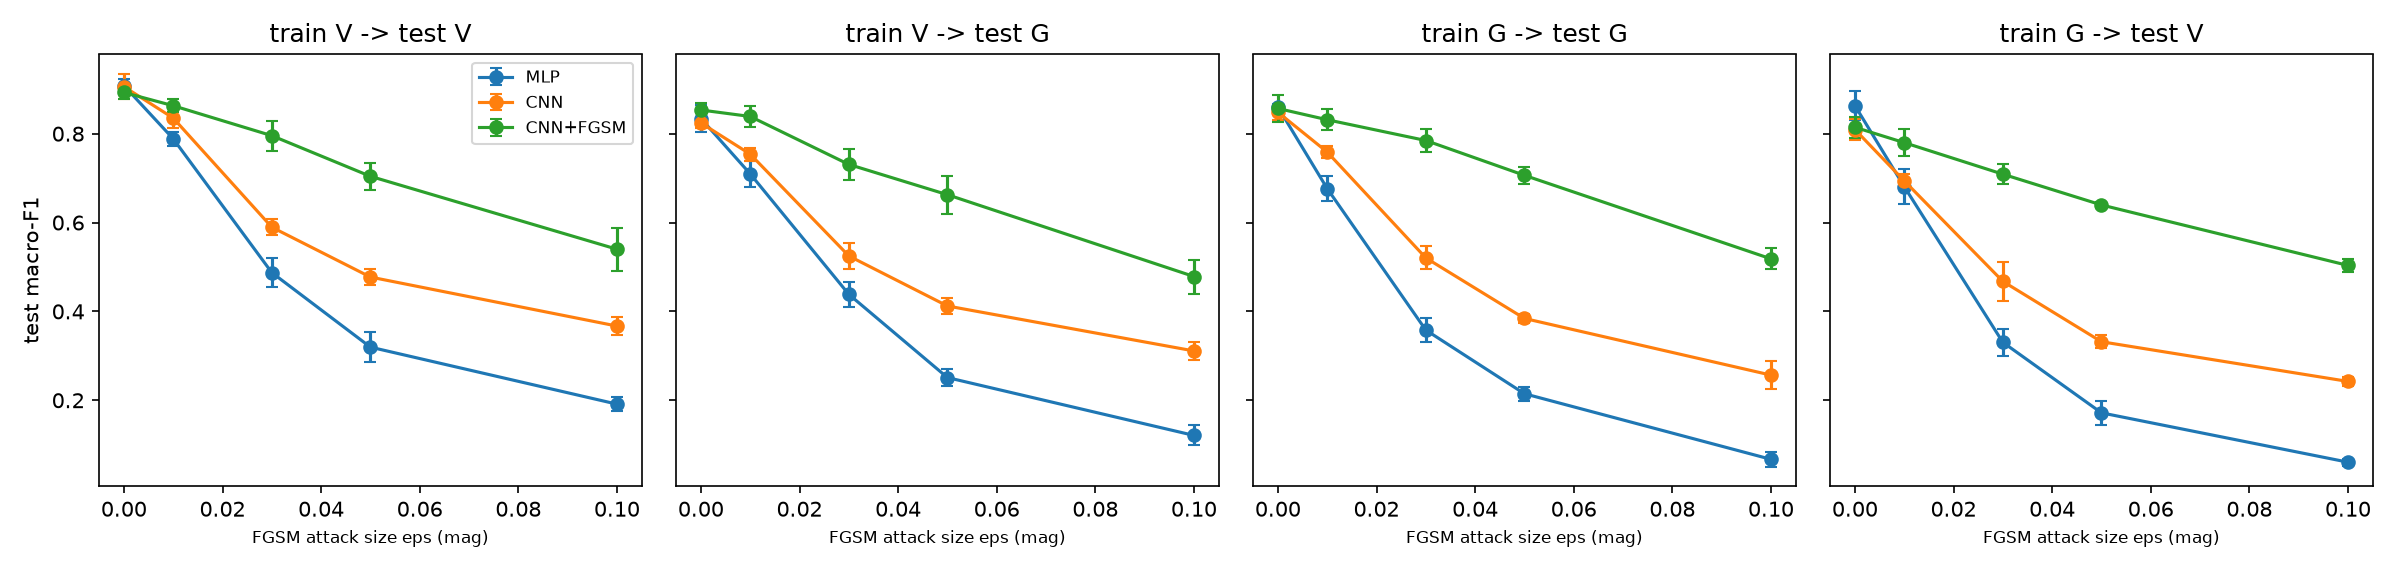 train V -> test V
train V -> test G
train G -> test G
train G -> test V
MLP
CNN
CNN+FGSM
test macro-F1
0.8
0.6
0.4
0.2
0.00 0.02 0.04 0.06 0.08 0.10
0.00 0.02 0.04 0.06 0.08 0.10
0.00 0.02 0.04 0.06 0.08 0.10
0.00 0.02 0.04 0.06 0.08 0.10
FGSM attack size eps (mag)
FGSM attack size eps (mag)
FGSM attack size eps (mag)
FGSM attack size eps (mag)